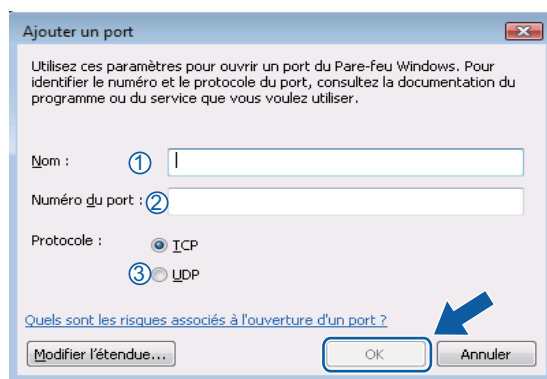 Ajouter un port
Utilisez ces paramètres pour ouvrir un port du Pare-feu Windows. Pour
identifier le numéro et le protocole du port, consultez la documentation du
programme ou du service que vous voulez utiliser.
Nom : ①
Numéro du port : ②
Protocole : TCP
③ UDP
Quels sont les risques associés à l'ouverture d'un port ?
Modifier l'étendue... OK Annuler